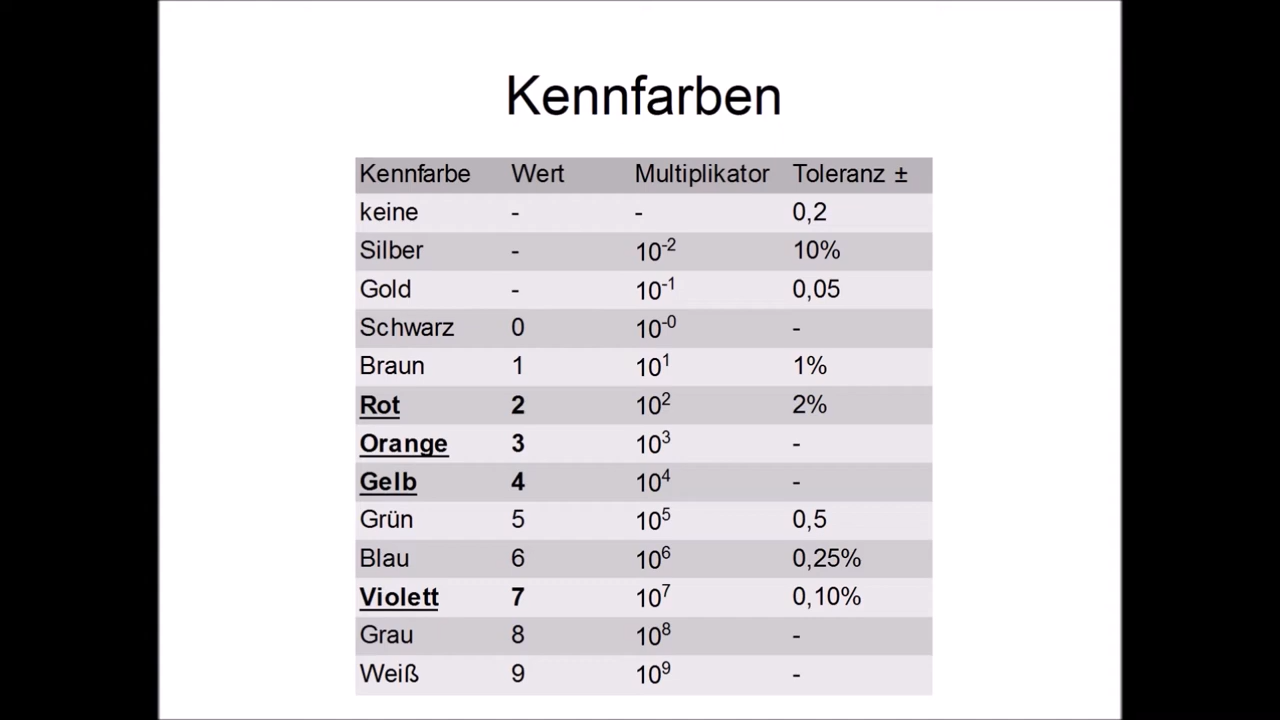 Kennfarben
Kennfarbe Wert Multiplikator Toleranz ±
keine - - 0,2
Silber - 10⁻² 10%
Gold - 10⁻¹ 0,05
Schwarz 0 10⁻⁰ -
Braun 1 10¹ 1%
Rot 2 10² 2%
Orange 3 10³ -
Gelb 4 10⁴ -
Grün 5 10⁵ 0,5
Blau 6 10⁶ 0,25%
Violett 7 10⁷ 0,10%
Grau 8 10⁸ -
Weiß 9 10⁹ -